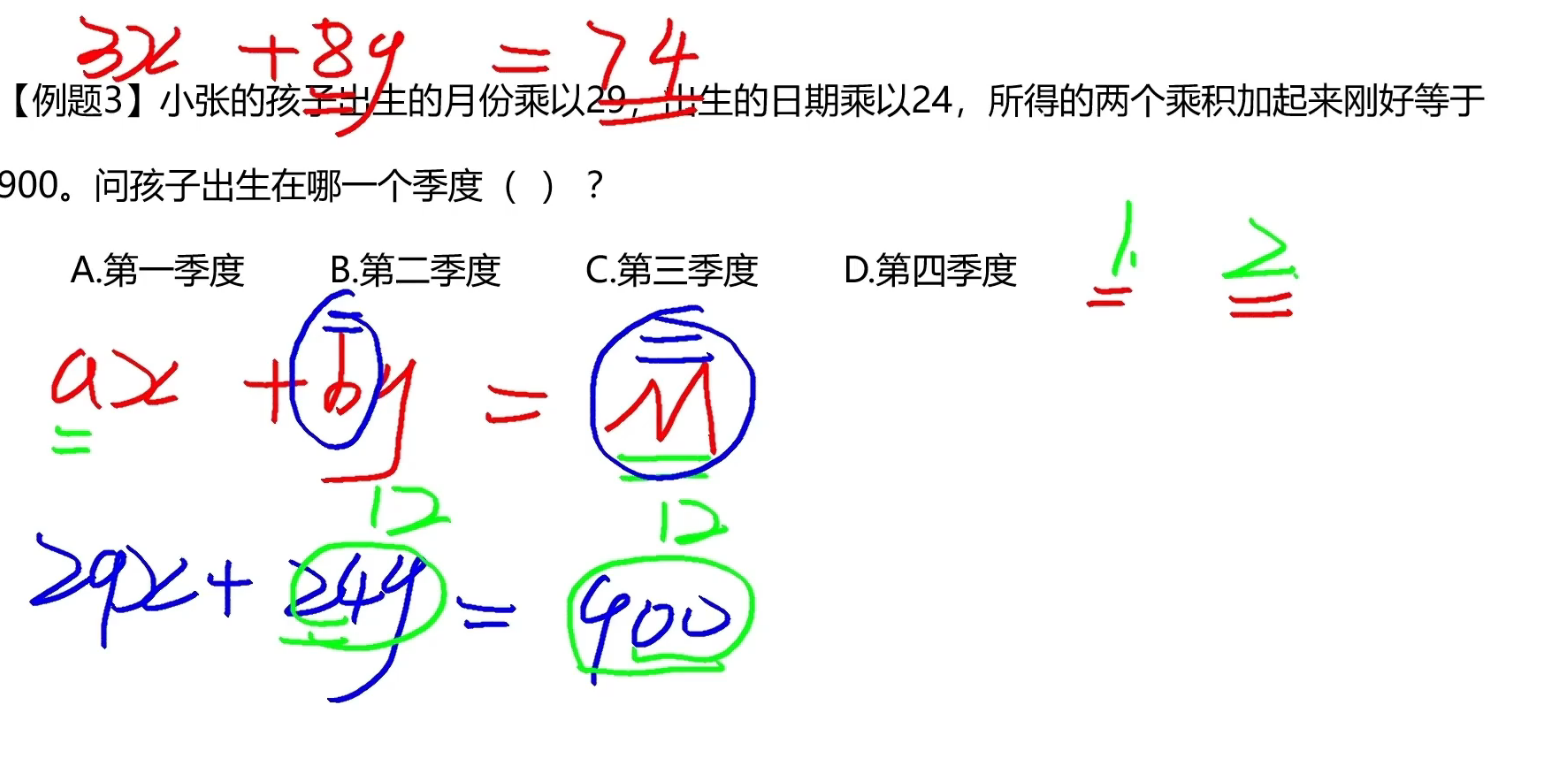 3x + 8y = 74
【例题3】小张的孩子出生的月份乘以29，出生的日期乘以24，所得的两个乘积加起来刚好等于
900。问孩子出生在哪一个季度（ ）？
1. 2.
A.第一季度 B.第二季度 C.第三季度 D.第四季度
ax + by = M
12 12
29x + 24y = 900